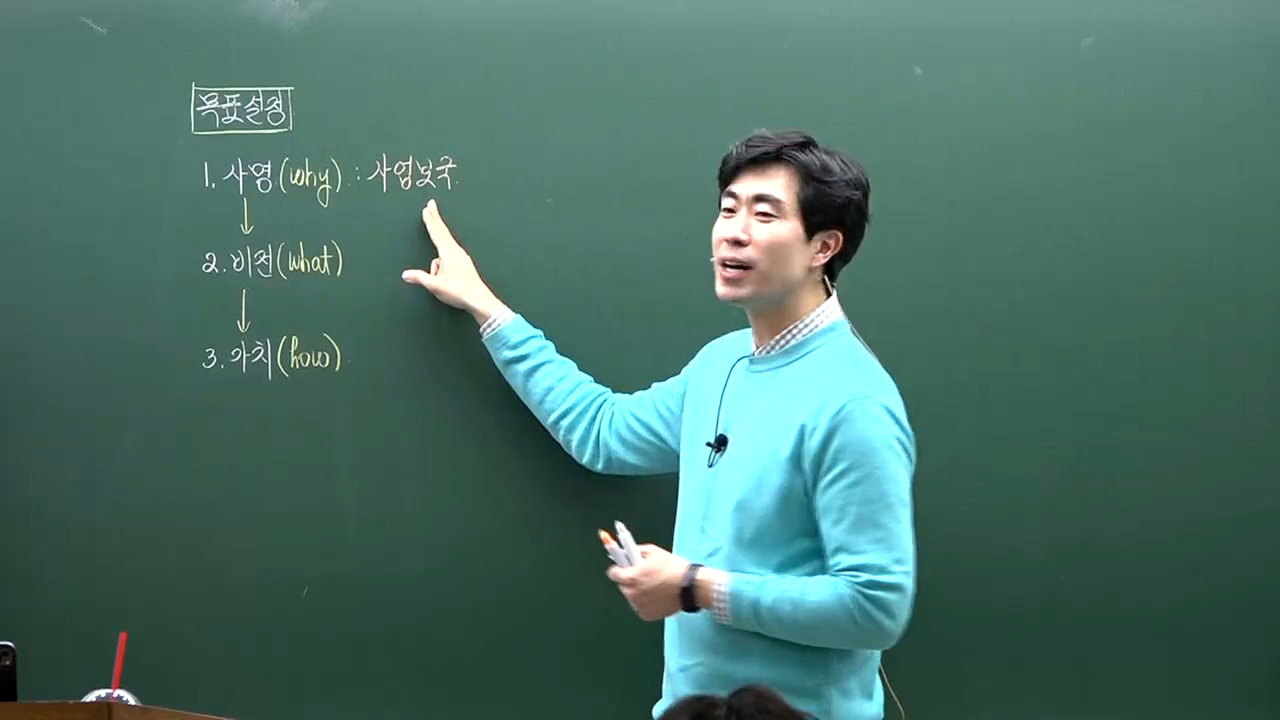 목표설정
1. 사명(why) : 사업보국
2. 비전(what)
3. 가치(how)